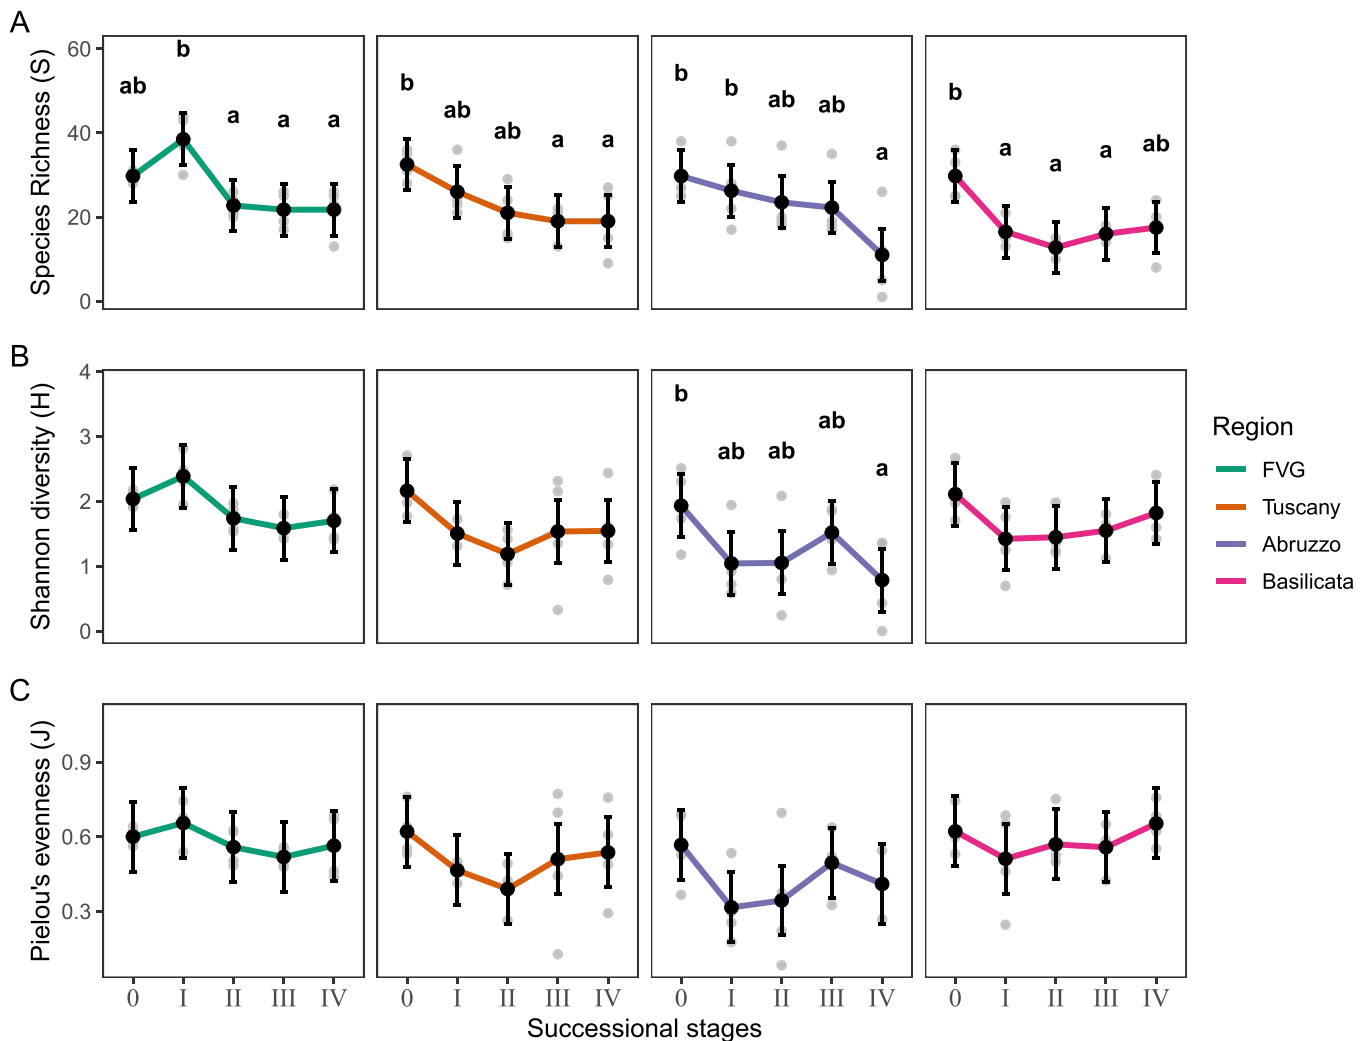 A
Species Richness (S)
60
40
20
0
ab b a a a
b ab ab a a
b b ab ab a
b a a a ab
B
Shannon diversity (H)
4
3
2
1
0
b ab ab ab a
C
Pielou's evenness (J)
0.9
0.6
0.3
0 I II III IV
0 I II III IV
0 I II III IV
0 I II III IV
Successional stages
Region
FVG
Tuscany
Abruzzo
Basilicata